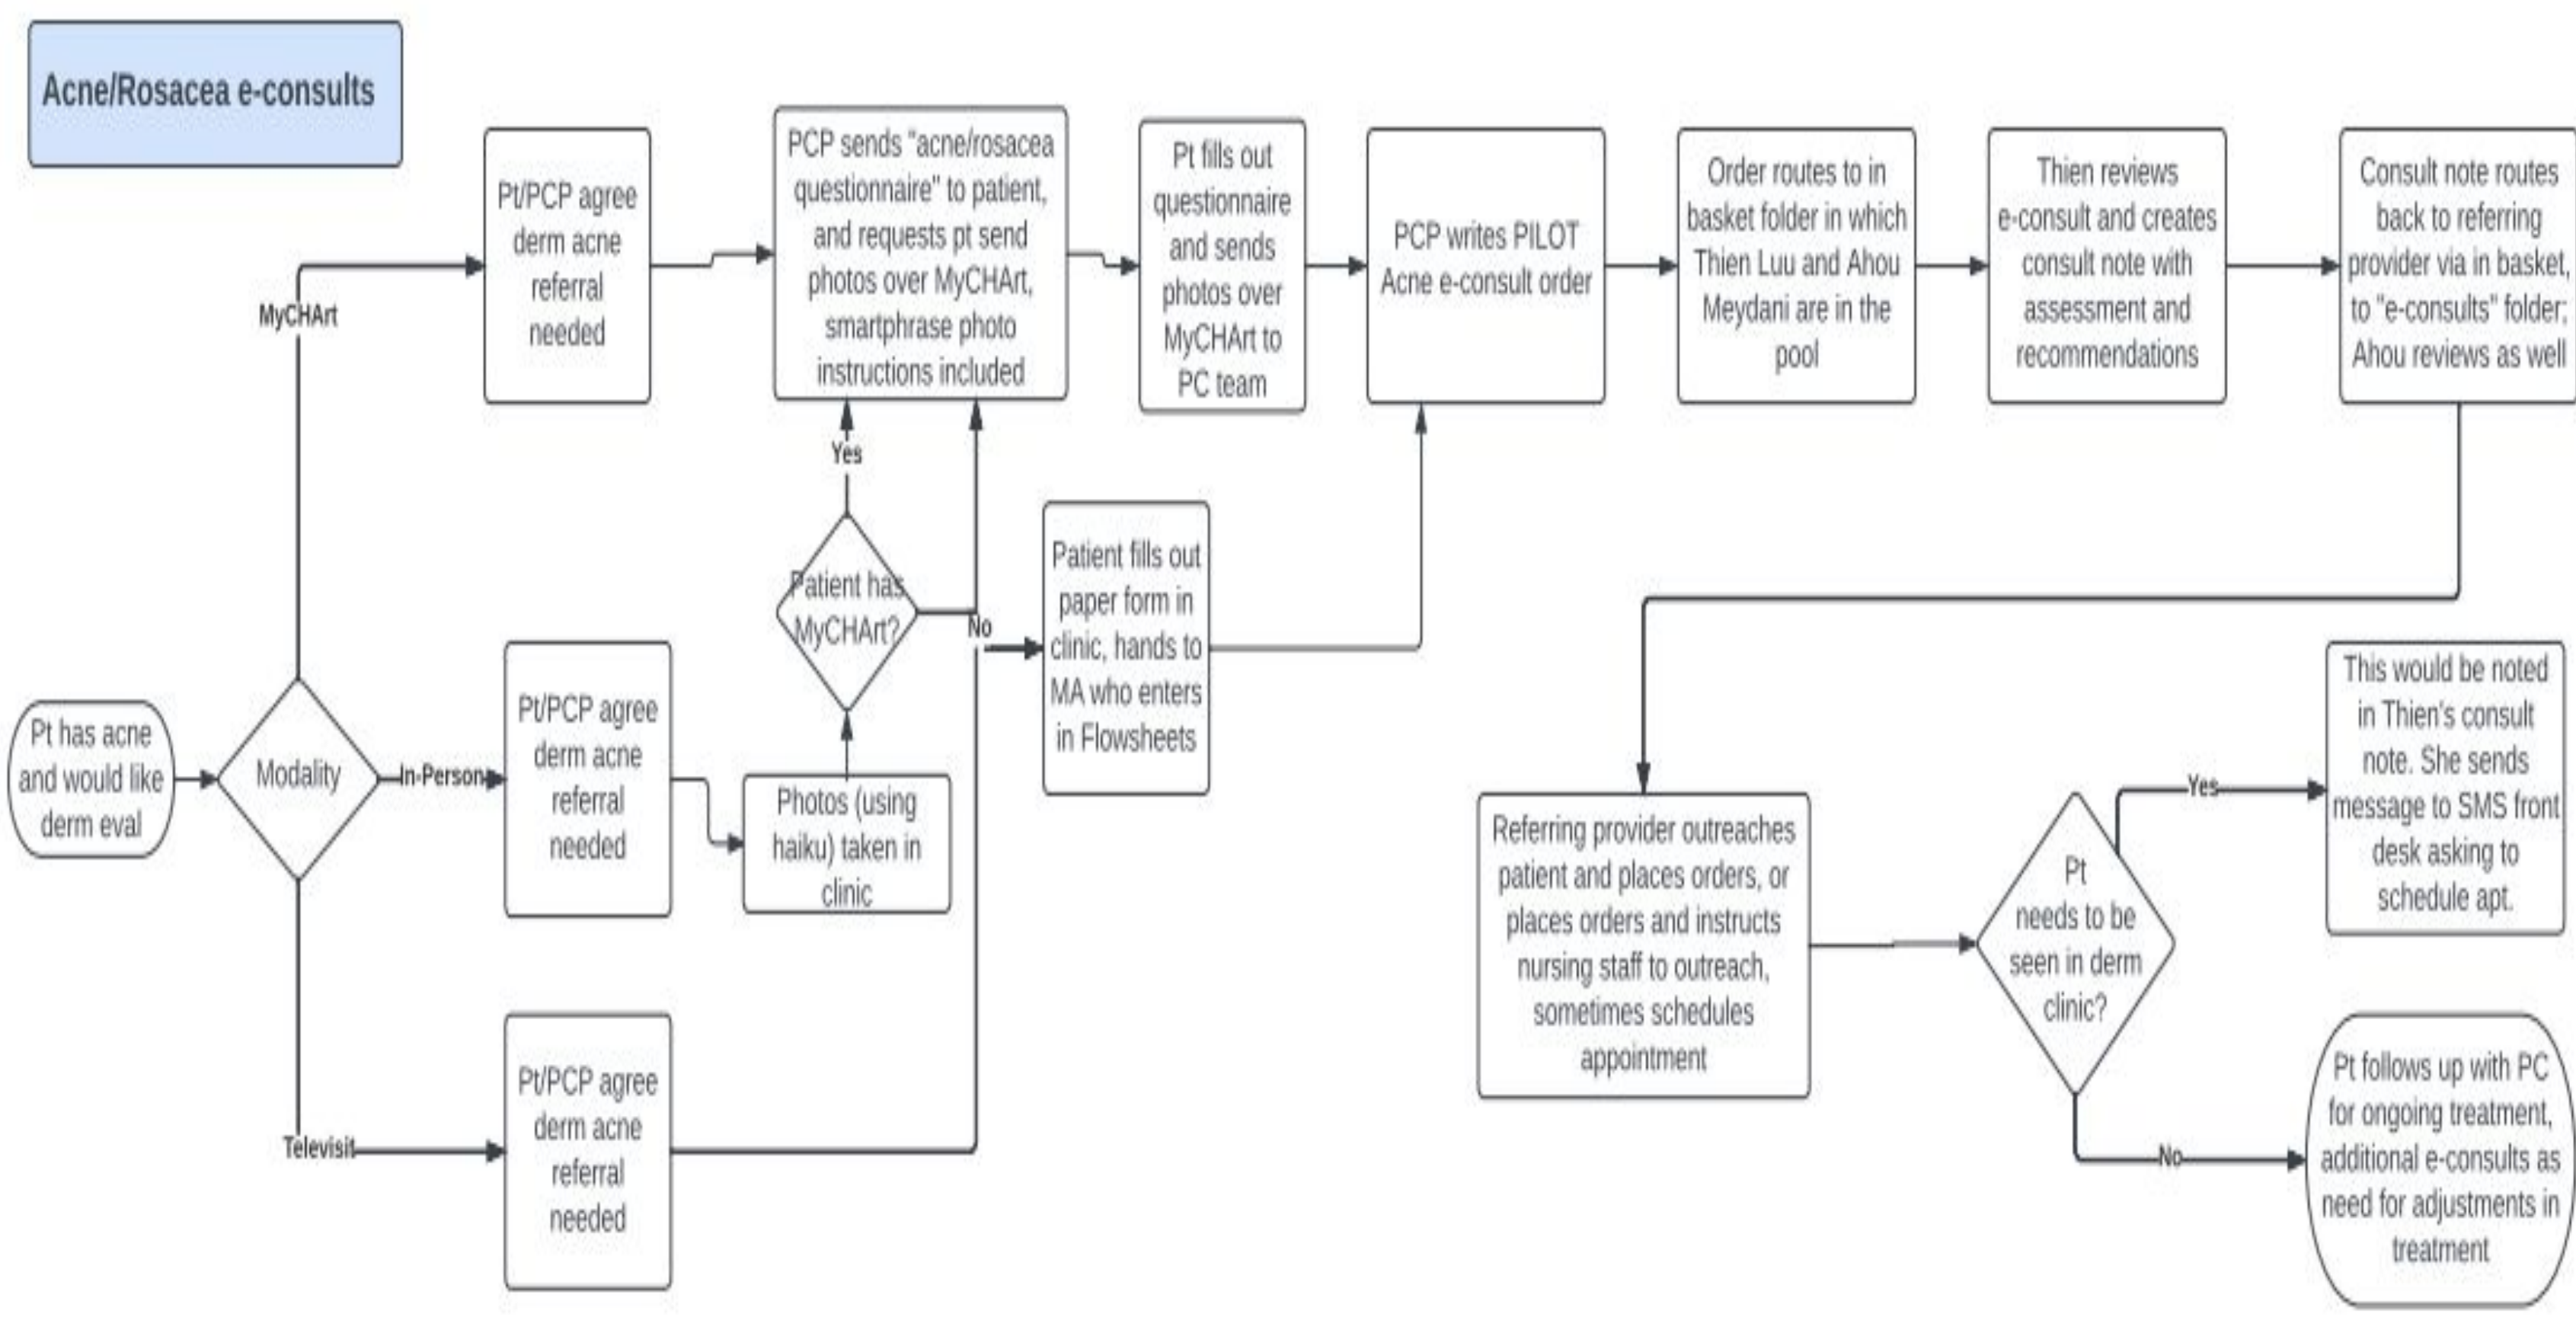 Acne/Rosacea e-consults
Pt has acne
and would like
derm eval
Modality
MyCHArt
In-Person
Televisit
Pt/PCP agree
derm acne
referral
needed
PCP sends "acne/rosacea
questionnaire" to patient,
and requests pt send
photos over MyCHArt,
smartphrase photo
instructions included
Pt fills out
questionnaire
and sends
photos over
MyCHArt to
PC team
PCP writes PILOT
Acne e-consult order
Order routes to in
basket folder in which
Thien Luu and Ahou
Meydani are in the
pool
Thien reviews
e-consult and creates
consult note with
assessment and
recommendations
Consult note routes
back to referring
provider via in basket,
to "e-consults" folder;
Ahou reviews as well
Pt/PCP agree
derm acne
referral
needed
Photos (using
haiku) taken in
clinic
Patient has
MyCHArt?
Yes
No
Patient fills out
paper form in
clinic, hands to
MA who enters
in Flowsheets
Pt/PCP agree
derm acne
referral
needed
Referring provider outreaches
patient and places orders, or
places orders and instructs
nursing staff to outreach,
sometimes schedules
appointment
Pt
needs to be
seen in derm
clinic?
Yes
This would be noted
in Thien's consult
note. She sends
message to SMS front
desk asking to
schedule apt.
No
Pt follows up with PC
for ongoing treatment,
additional e-consults as
need for adjustments in
treatment